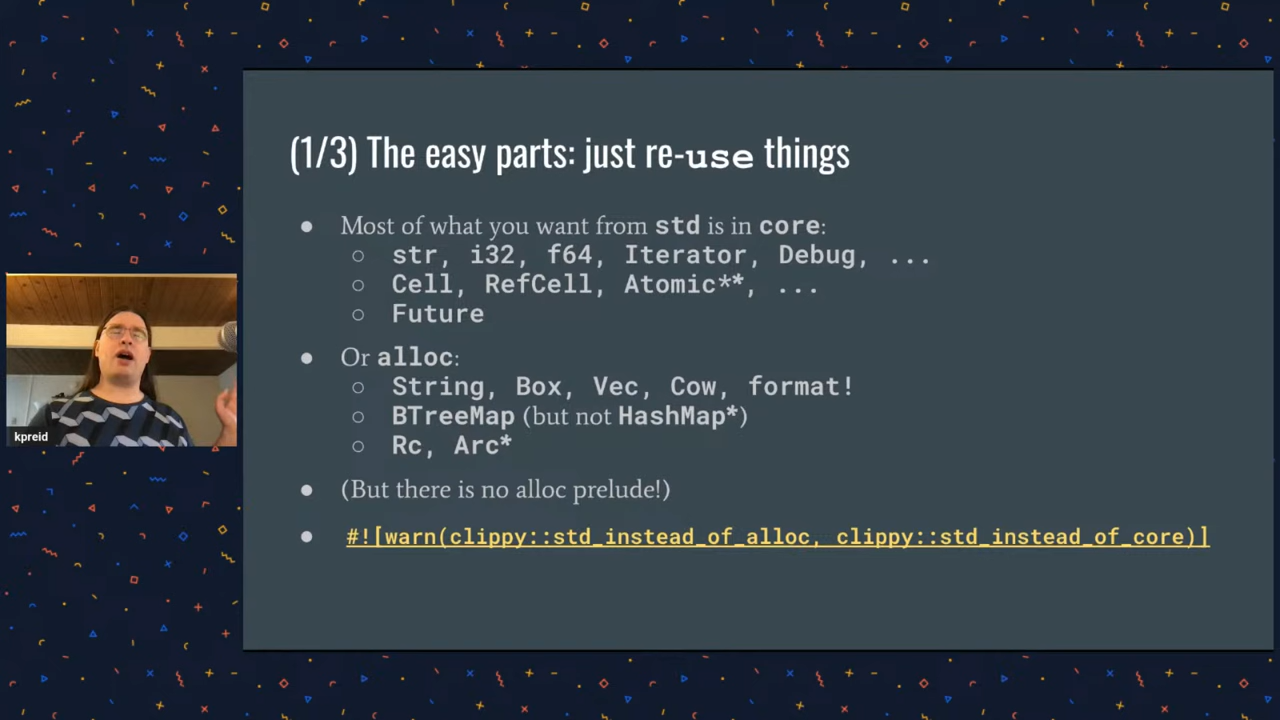 (1/3) The easy parts: just re-use things
● Most of what you want from std is in core:
○ str, i32, f64, Iterator, Debug, ...
○ Cell, RefCell, Atomic**, ...
○ Future
● Or alloc:
○ String, Box, Vec, Cow, format!
○ BTreeMap (but not HashMap*)
○ Rc, Arc*
● (But there is no alloc prelude!)
● #![warn(clippy::std_instead_of_alloc, clippy::std_instead_of_core)]
kpreid